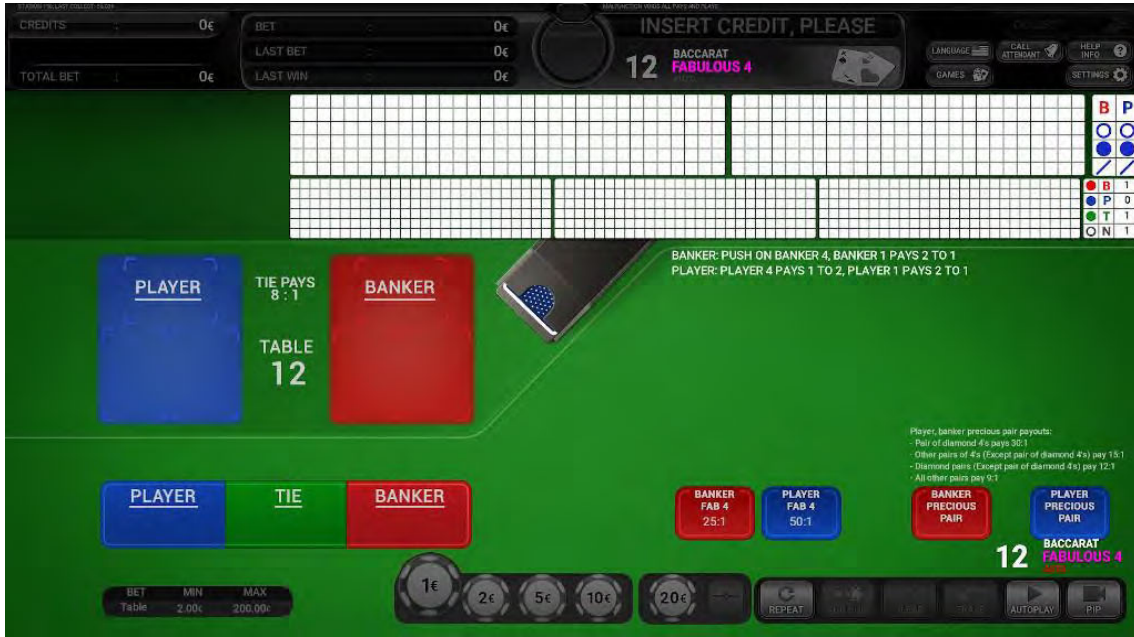 CREDITS : 0€
TOTAL BET : 0€
BET : 0€
LAST BET 0€
LAST WIN : 0€
INSERT CREDIT, PLEASE
12 BACCARAT
FABULOUS 4
LANGUAGE
CALL ATTENDANT
HELP INFO
GAMES
SETTINGS
B P
B 1
P 0
T 1
N 1
BANKER: PUSH ON BANKER 4, BANKER 1 PAYS 2 TO 1
PLAYER: PLAYER 4 PAYS 1 TO 2, PLAYER 1 PAYS 2 TO 1
PLAYER
TIE PAYS
8 : 1
BANKER
TABLE
12
Player, banker precious pair payouts:
- Pair of diamond 4's pays 30:1
- Other pairs of 4's (Except pair of diamond 4's) pay 15:1
- Diamond pairs (Except pair of diamond 4's) pay 12:1
- All other pairs pay 9:1
PLAYER
TIE
BANKER
BANKER
FAB 4
25:1
PLAYER
FAB 4
50:1
BANKER
PRECIOUS
PAIR
PLAYER
PRECIOUS
PAIR
12 BACCARAT
FABULOUS 4
BET MIN MAX
Table 2.00€ 200.00€
1€
2€
5€
10€
20€
REPEAT
AUTOPLAY
PIP